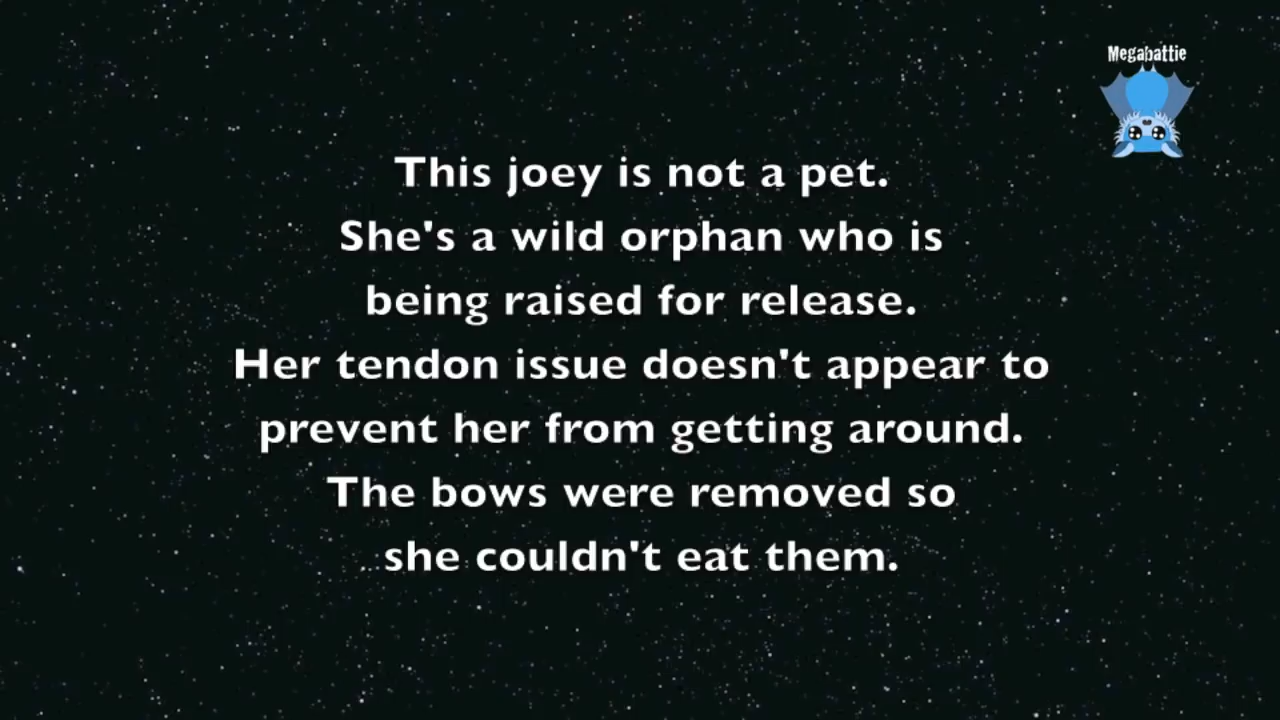 Megabattie
This joey is not a pet.
She's a wild orphan who is
being raised for release.
Her tendon issue doesn't appear to
prevent her from getting around.
The bows were removed so
she couldn't eat them.